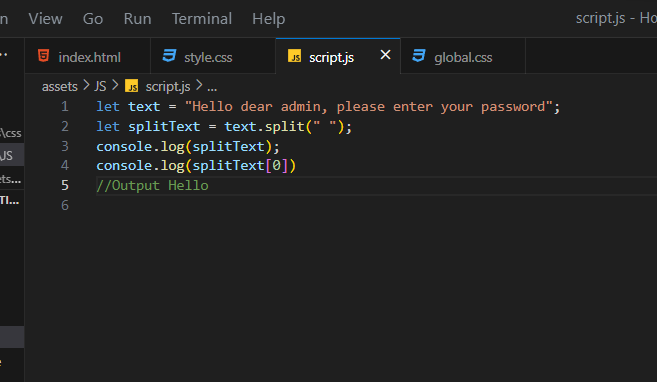 n View Go Run Terminal Help script.js - Ho
index.html style.css JS script.js × global.css
assets > JS > JS script.js > ...
\css
\JS
ets...
TI...
1 let text = "Hello dear admin, please enter your password";
2 let splitText = text.split(" ");
3 console.log(splitText);
4 console.log(splitText[0])
5 //Output Hello
6